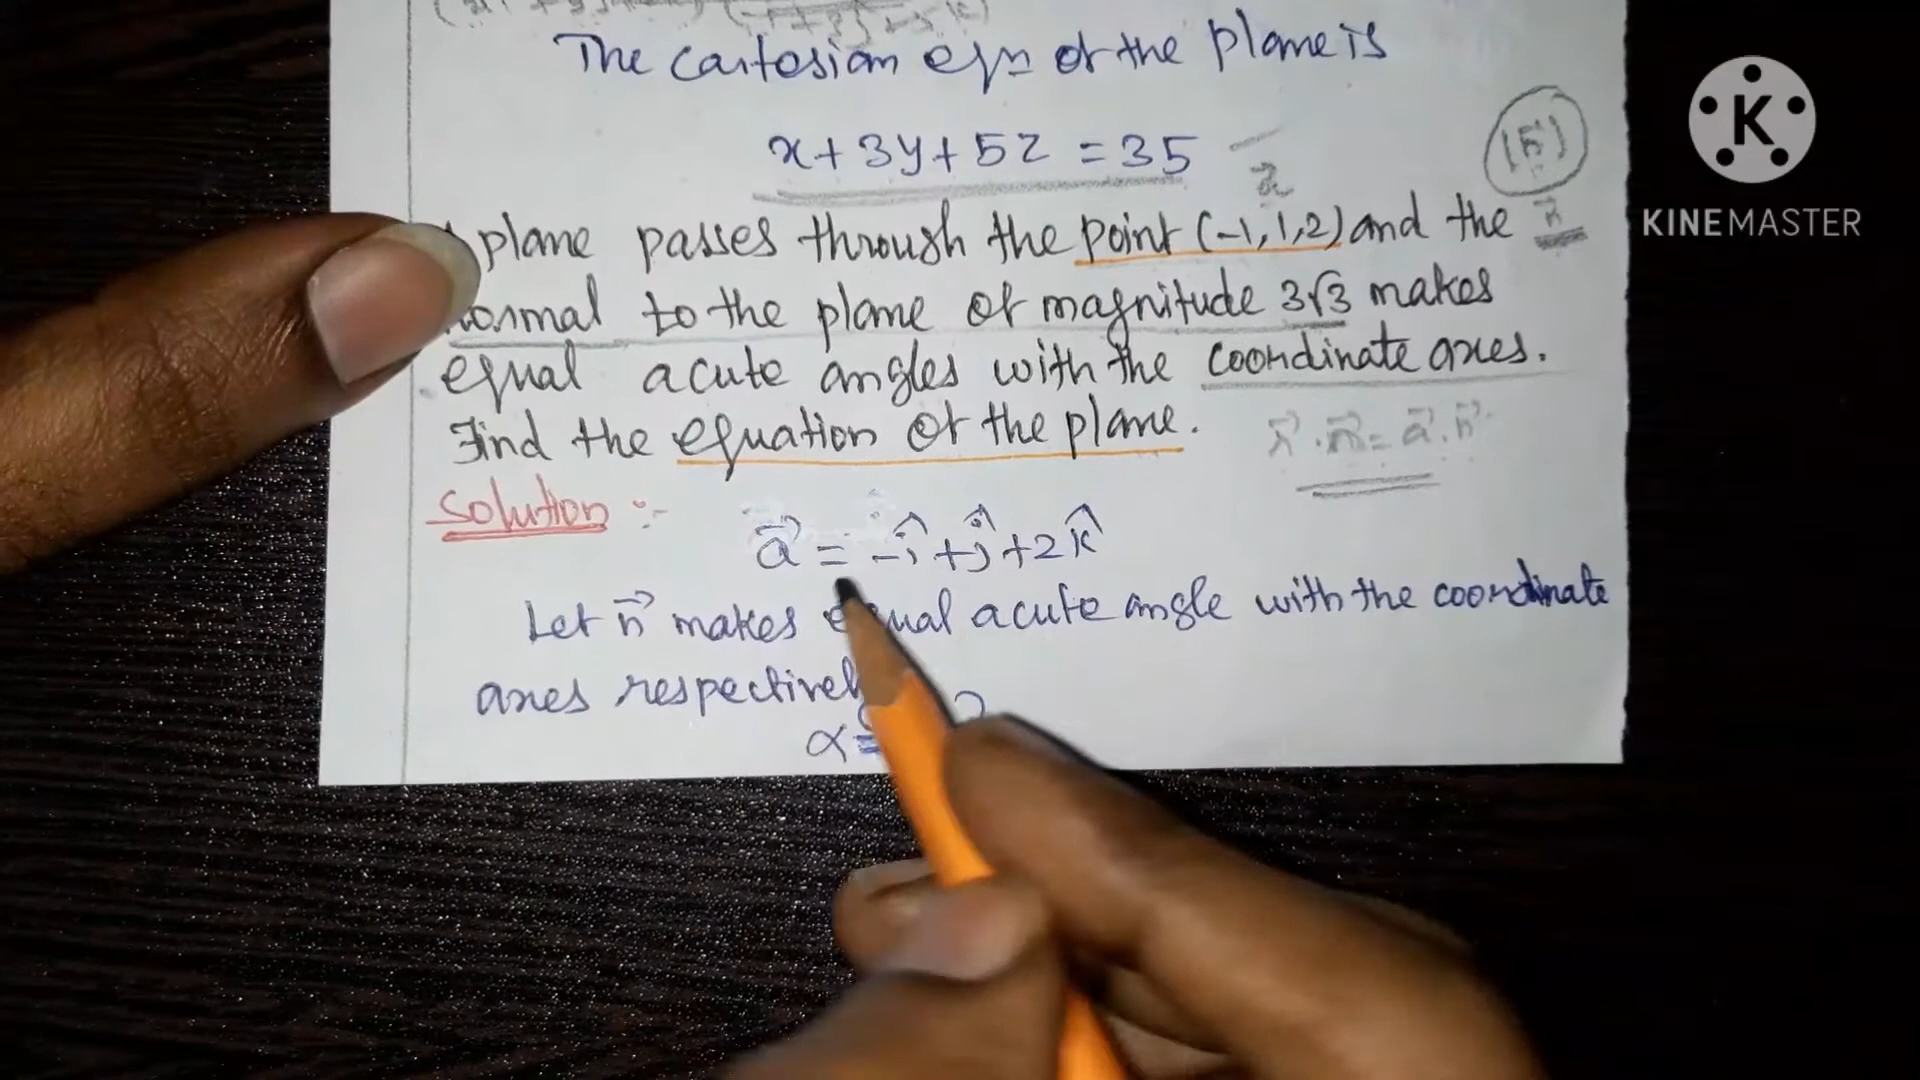 The cartesian eqn of the plane is
x+3y+5z = 35
(n⃗)
a⃗
plane passes through the point (-1,1,2) and the n⃗
normal to the plane of magnitude 3√3 makes
equal acute angles with the coordinate axes.
Find the equation of the plane.
r⃗ . n⃗ = a⃗ . n⃗
Solution :-
a⃗ = -î+ĵ+2k̂
Let n⃗ makes equal acute angle with the coordinate
axes respectively
α =
K
KINEMASTER